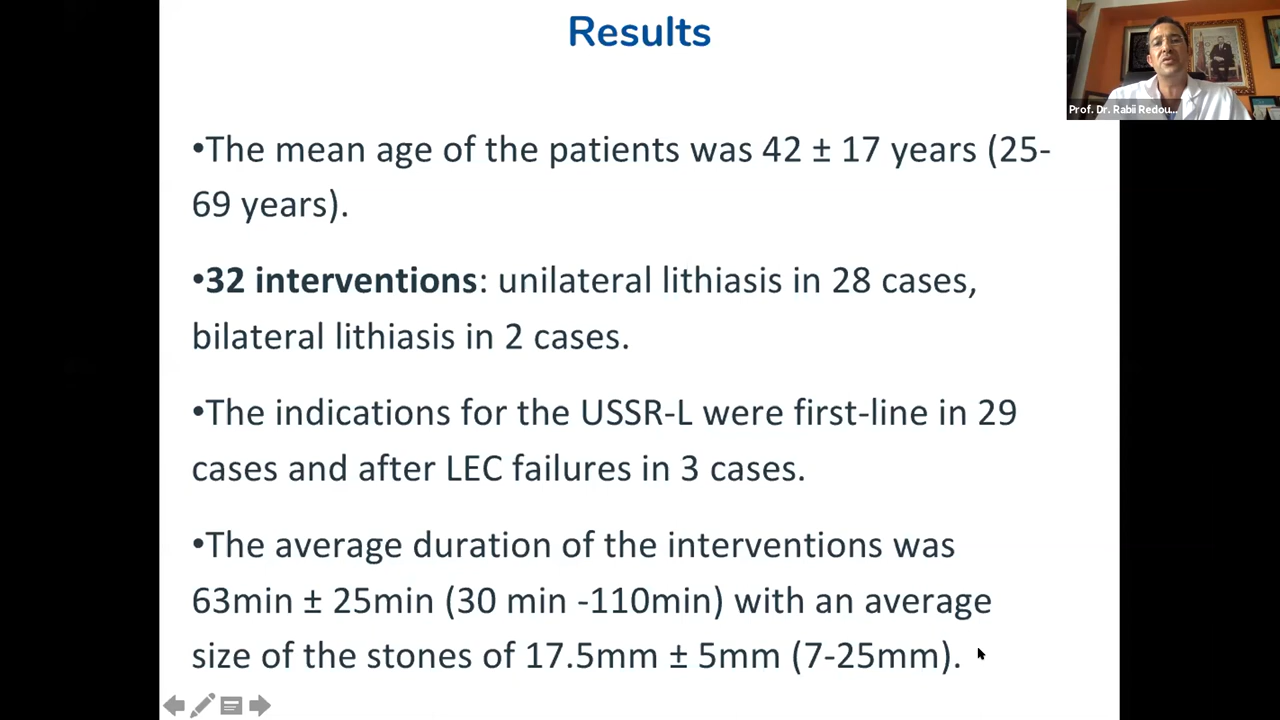 Results
Prof. Dr. Rabii Redou...
•The mean age of the patients was 42 ± 17 years (25-
69 years).
•32 interventions: unilateral lithiasis in 28 cases,
bilateral lithiasis in 2 cases.
•The indications for the USSR-L were first-line in 29
cases and after LEC failures in 3 cases.
•The average duration of the interventions was
63min ± 25min (30 min -110min) with an average
size of the stones of 17.5mm ± 5mm (7-25mm).